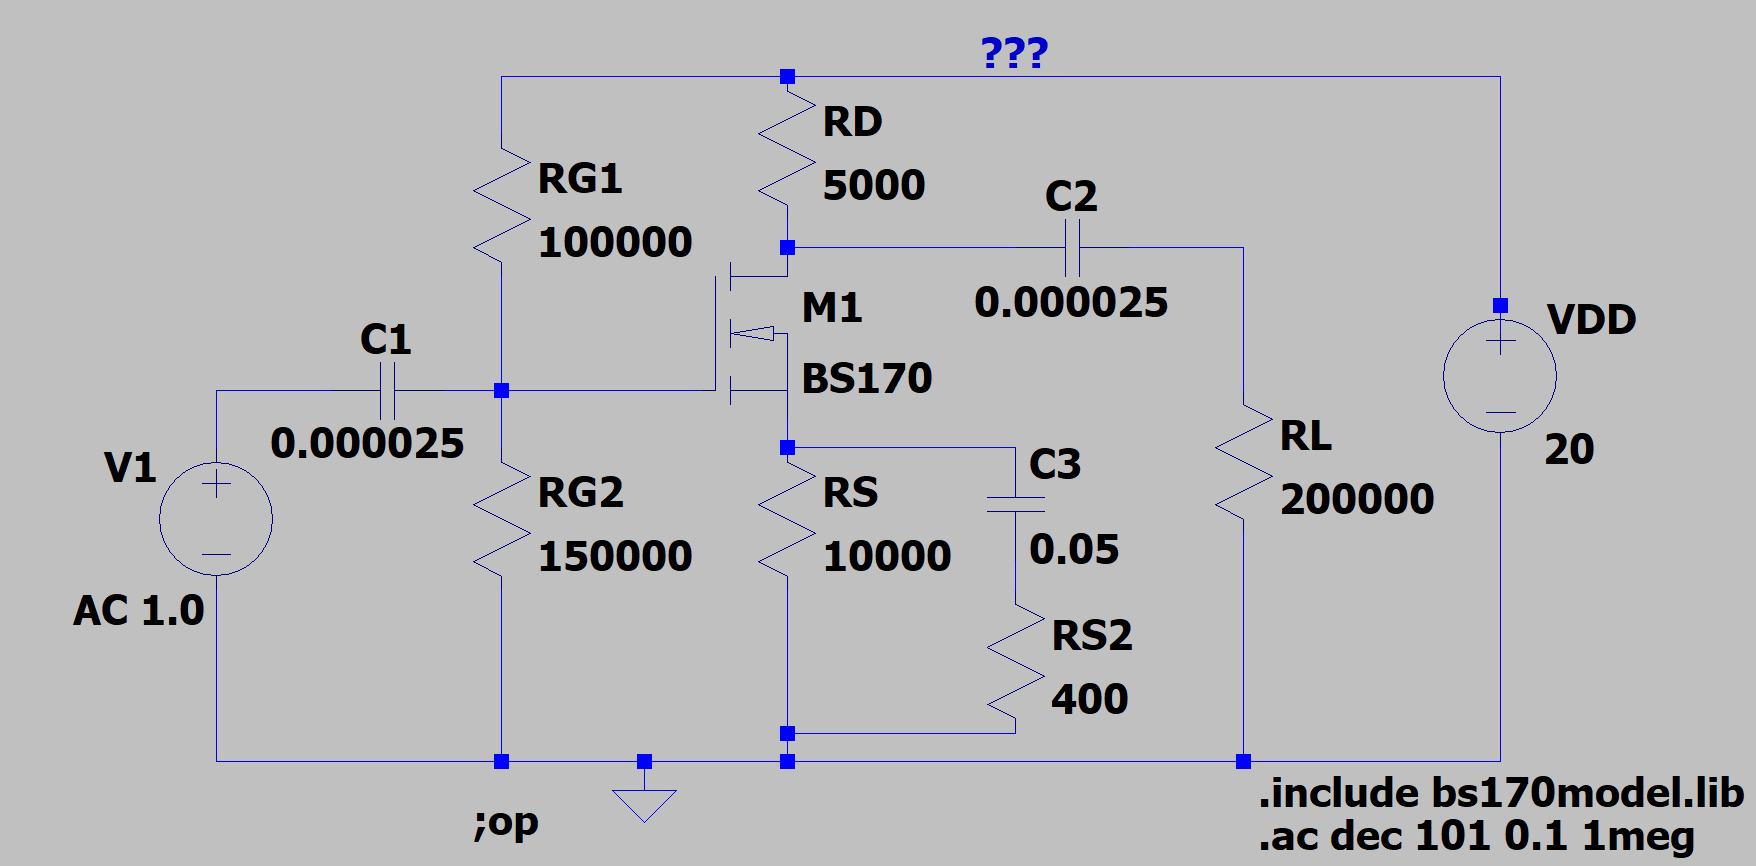 ???
RD
5000
RG1
100000
C2
0.000025
M1
BS170
VDD
20
C1
0.000025
V1
AC 1.0
RG2
150000
RS
10000
C3
0.05
RL
200000
RS2
400
;op
.include bs170model.lib
.ac dec 101 0.1 1meg